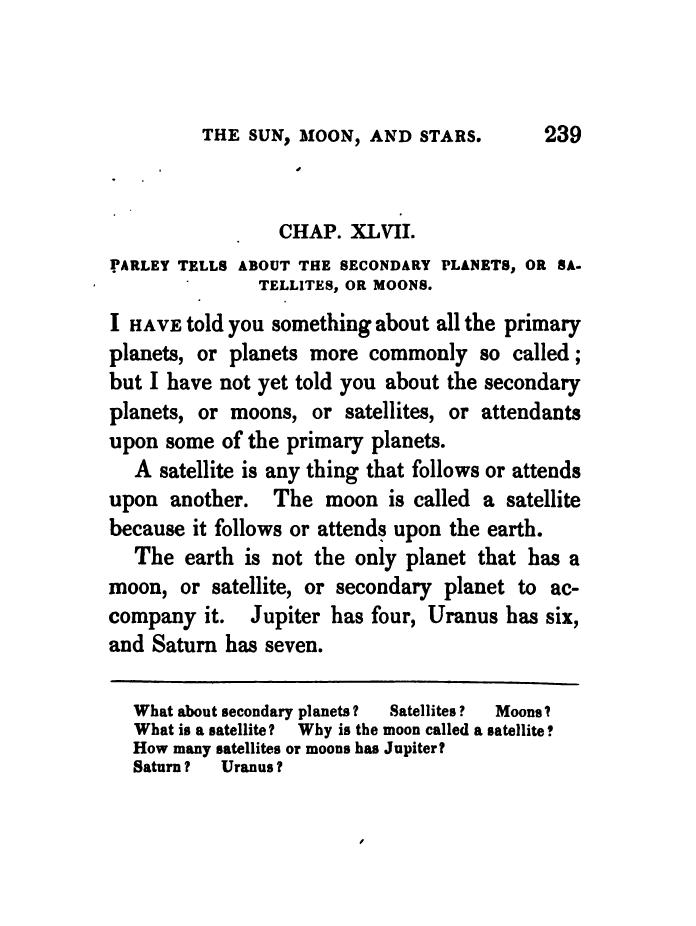 THE SUN, MOON, AND STARS. 239
CHAP. XLVII.
PARLEY TELLS ABOUT THE SECONDARY PLANETS, OR SA-
TELLITES, OR MOONS.
I HAVE told you something about all the primary
planets, or planets more commonly so called;
but I have not yet told you about the secondary
planets, or moons, or satellites, or attendants
upon some of the primary planets.
A satellite is any thing that follows or attends
upon another. The moon is called a satellite
because it follows or attends upon the earth.
The earth is not the only planet that has a
moon, or satellite, or secondary planet to ac-
company it. Jupiter has four, Uranus has six,
and Saturn has seven.
What about secondary planets? Satellites? Moons?
What is a satellite? Why is the moon called a satellite?
How many satellites or moons has Jupiter?
Saturn? Uranus?